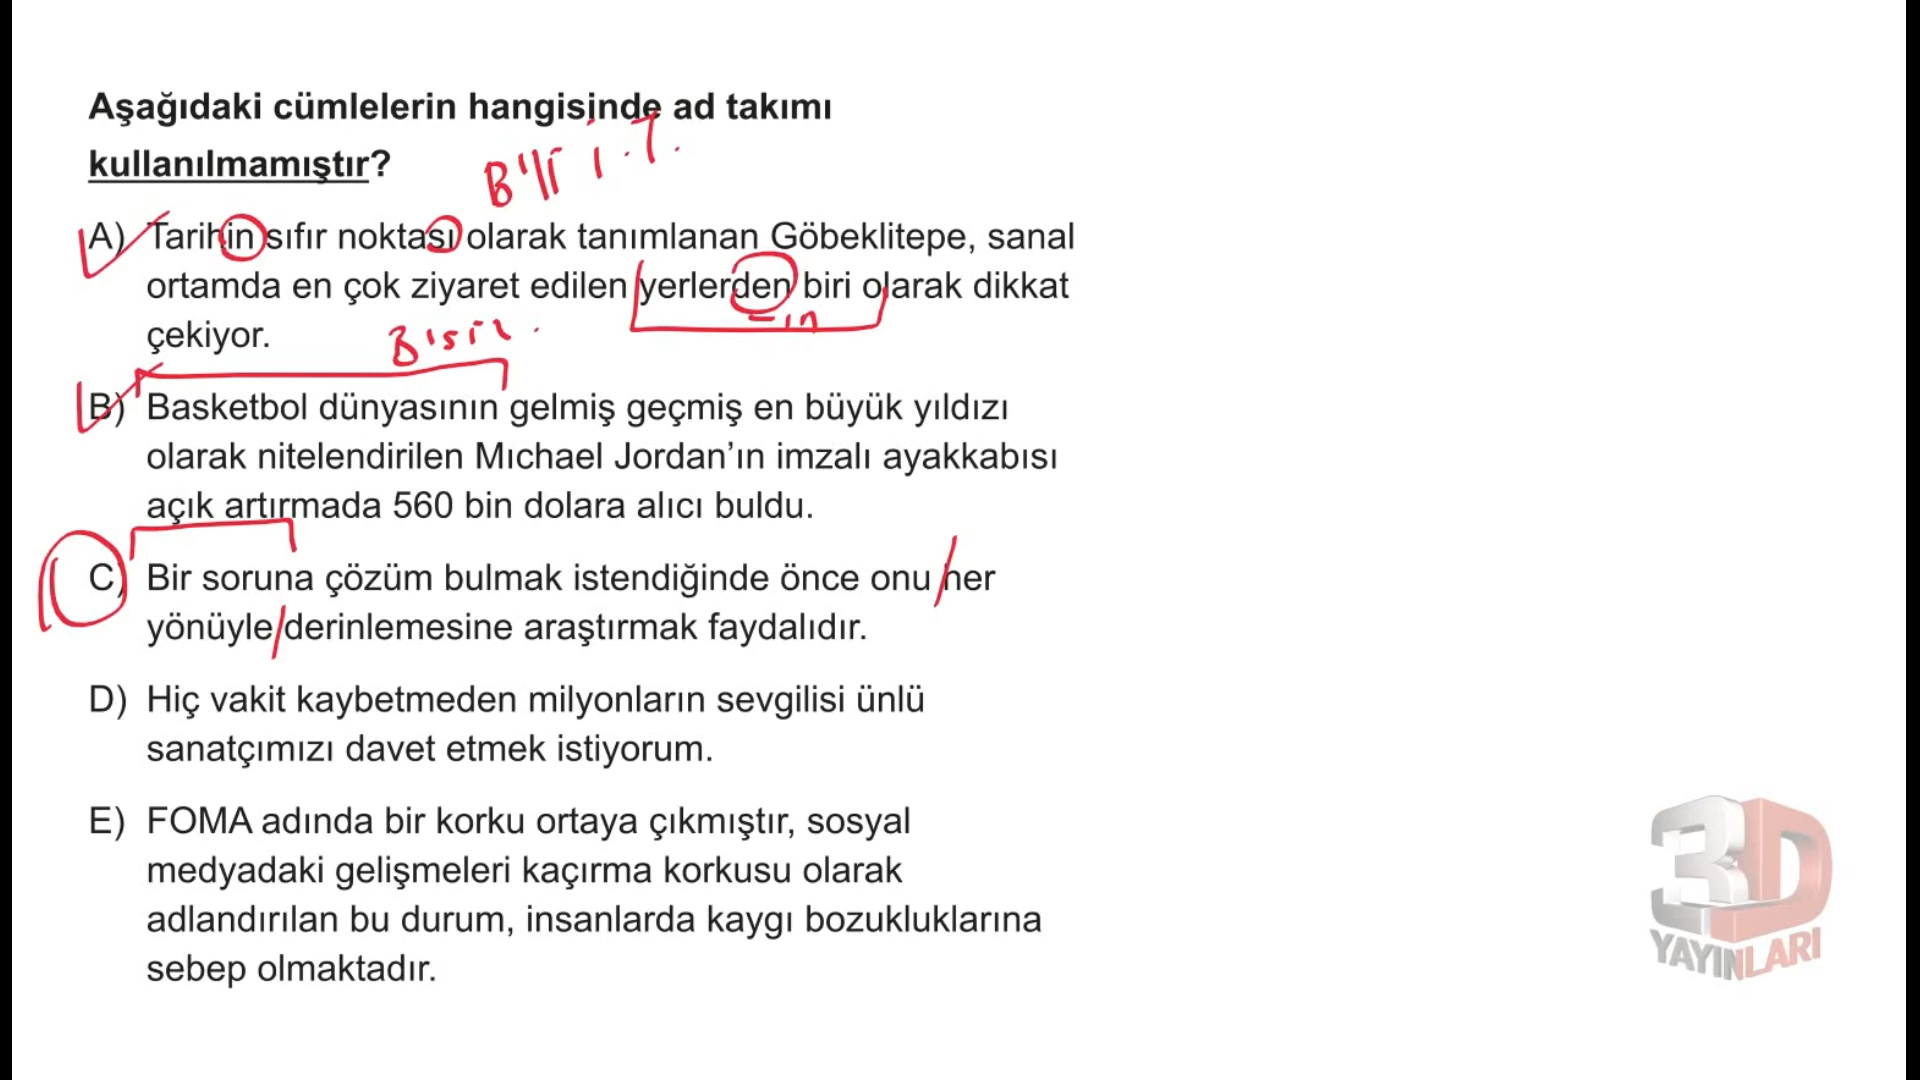 Aşağıdaki cümlelerin hangisinde ad takımı
kullanılmamıştır?
B'li İ.T.
A) Tarihin sıfır noktası olarak tanımlanan Göbeklitepe, sanal
ortamda en çok ziyaret edilen yerlerden biri olarak dikkat
-ın
çekiyor.
B) Basketbol dünyasının gelmiş geçmiş en büyük yıldızı
olarak nitelendirilen Mıchael Jordan’ın imzalı ayakkabısı
açık artırmada 560 bin dolara alıcı buldu.
C) Bir soruna çözüm bulmak istendiğinde önce onu her
yönüyle derinlemesine araştırmak faydalıdır.
D) Hiç vakit kaybetmeden milyonların sevgilisi ünlü
sanatçımızı davet etmek istiyorum.
E) FOMA adında bir korku ortaya çıkmıştır, sosyal
medyadaki gelişmeleri kaçırma korkusu olarak
adlandırılan bu durum, insanlarda kaygı bozukluklarına
sebep olmaktadır.
3D
YAYINLARI